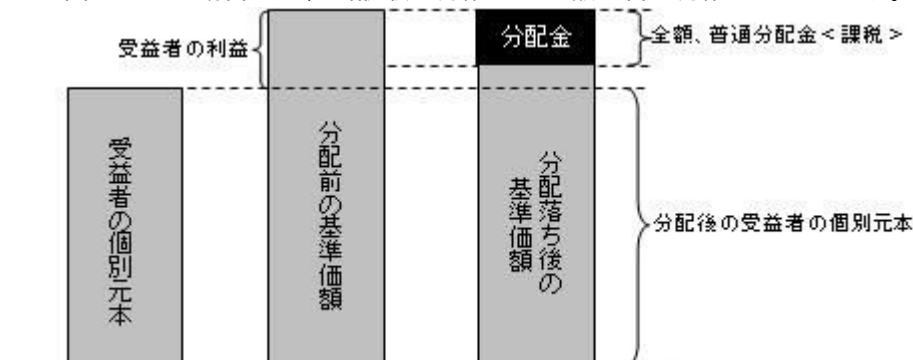 受益者の利益
分配金
全額、普通分配金<課税>
受益者の個別元本
分配前の基準価額
分配落ち後の
基準価額
分配後の受益者の個別元本